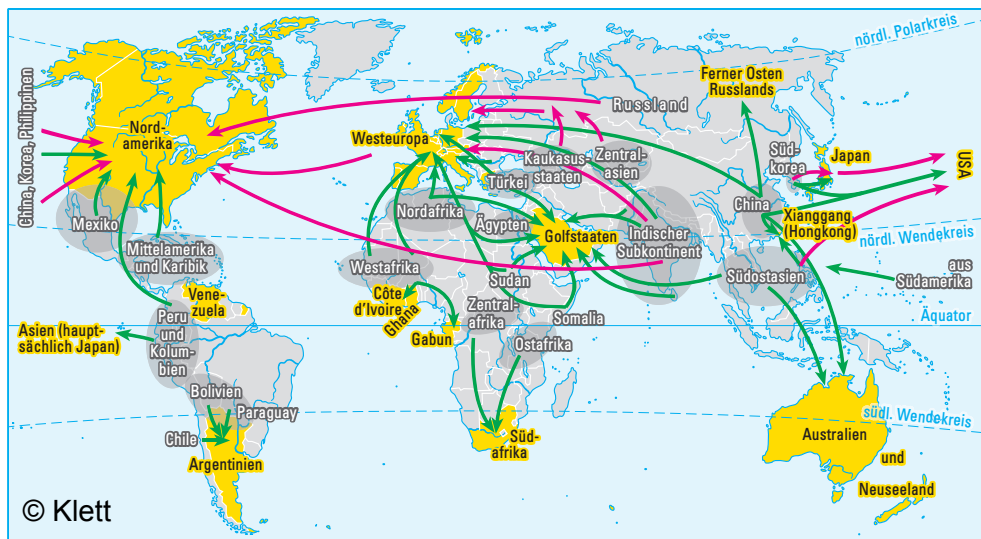 nördl. Polarkreis
Ferner Osten
Russlands
Russland
Nord-
amerika
Westeuropa
China, Korea, Philippinen
Kaukasus-
staaten
Zentral-
asien
Süd-
korea
Japan
USA
Türkei
Mexiko
Nordafrika
Ägypten
Golfstaaten
Indischer
Subkontinent
China
Xianggang
(Hongkong)
nördl. Wendekreis
Mittelamerika
und Karibik
Westafrika
Sudan
Südostasien
aus
Südamerika
Vene-
zuela
Côte
d'Ivoire
Ghana
Zentral-
afrika
Somalia
Äquator
Peru
und
Kolum-
bien
Asien (haupt-
sächlich Japan)
Gabun
Ostafrika
Bolivien
Paraguay
Chile
Argentinien
Süd-
afrika
südl. Wendekreis
Australien
und
Neuseeland
© Klett